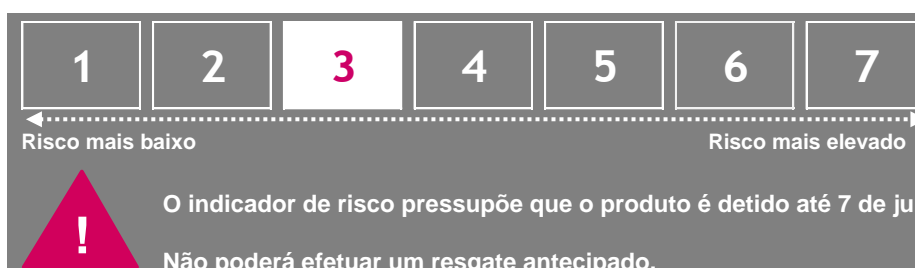 1 2 3 4 5 6 7
Risco mais baixo Risco mais elevado
O indicador de risco pressupõe que o produto é detido até 7 de
!
Não poderá efetuar um resgate antecipado.